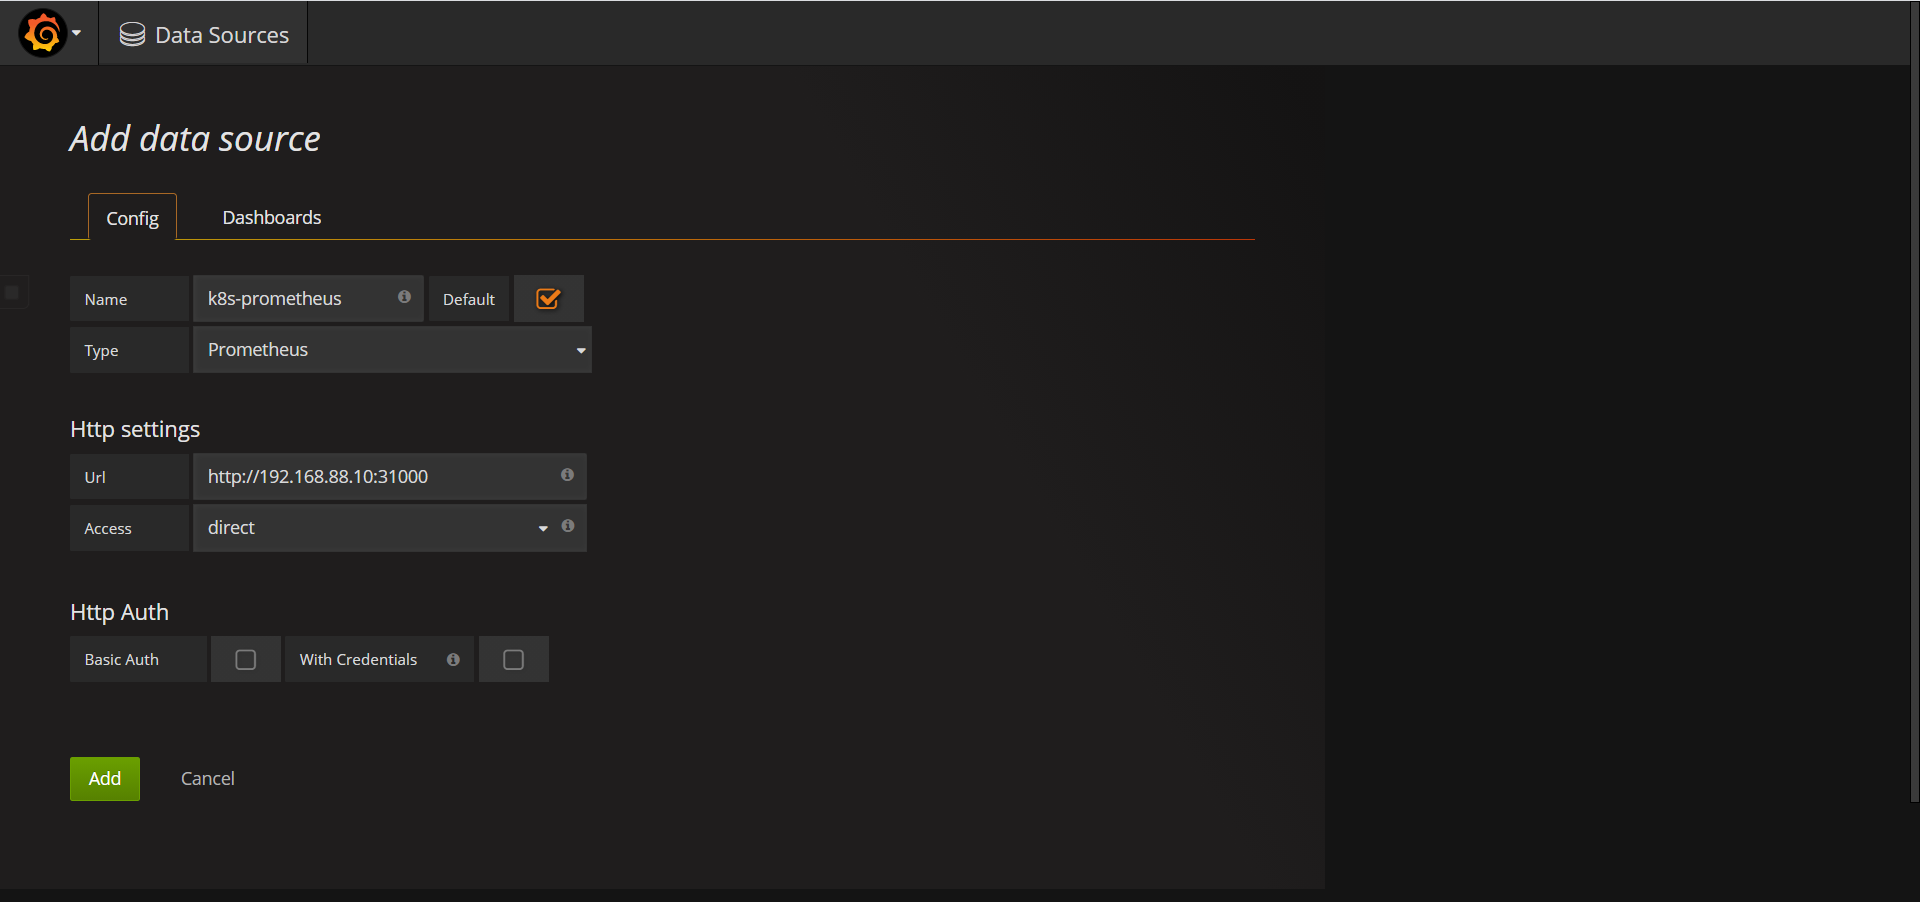 Data Sources
Add data source
Config Dashboards
Name k8s-prometheus Default
Type Prometheus
Http settings
Url http://192.168.88.10:31000
Access direct
Http Auth
Basic Auth With Credentials
Add Cancel